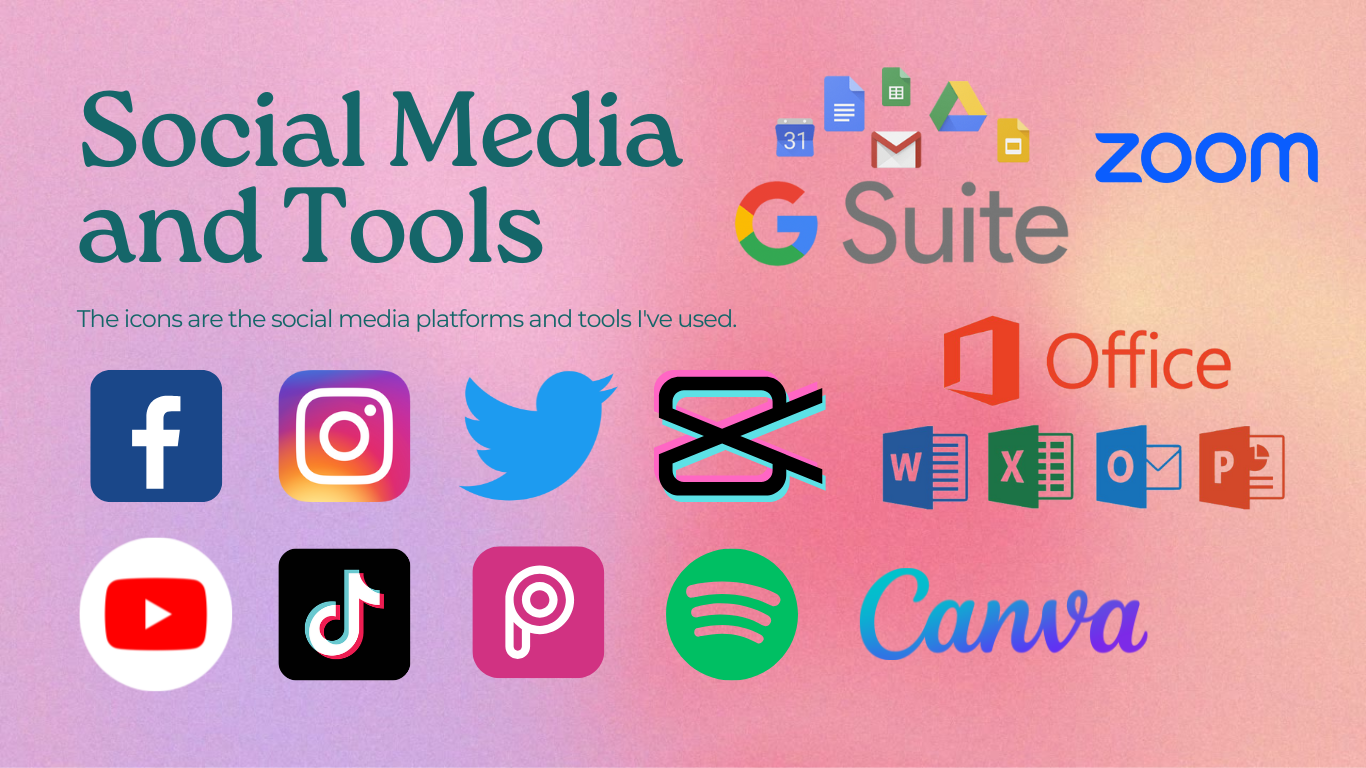 Social Media
and Tools
The icons are the social media platforms and tools I've used.
31
G Suite
zoom
Office
W X O P
Canva